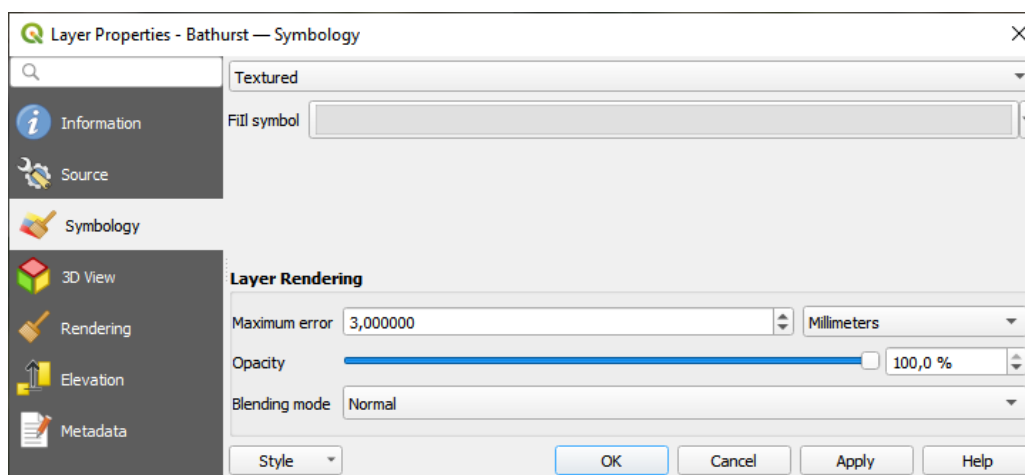 Layer Properties - Bathurst — Symbology
Textured
Information
Fill symbol
Source
Symbology
3D View
Layer Rendering
Rendering
Maximum error 3,000000 Millimeters
Opacity 100,0 %
Elevation
Blending mode Normal
Metadata
Style OK Cancel Apply Help